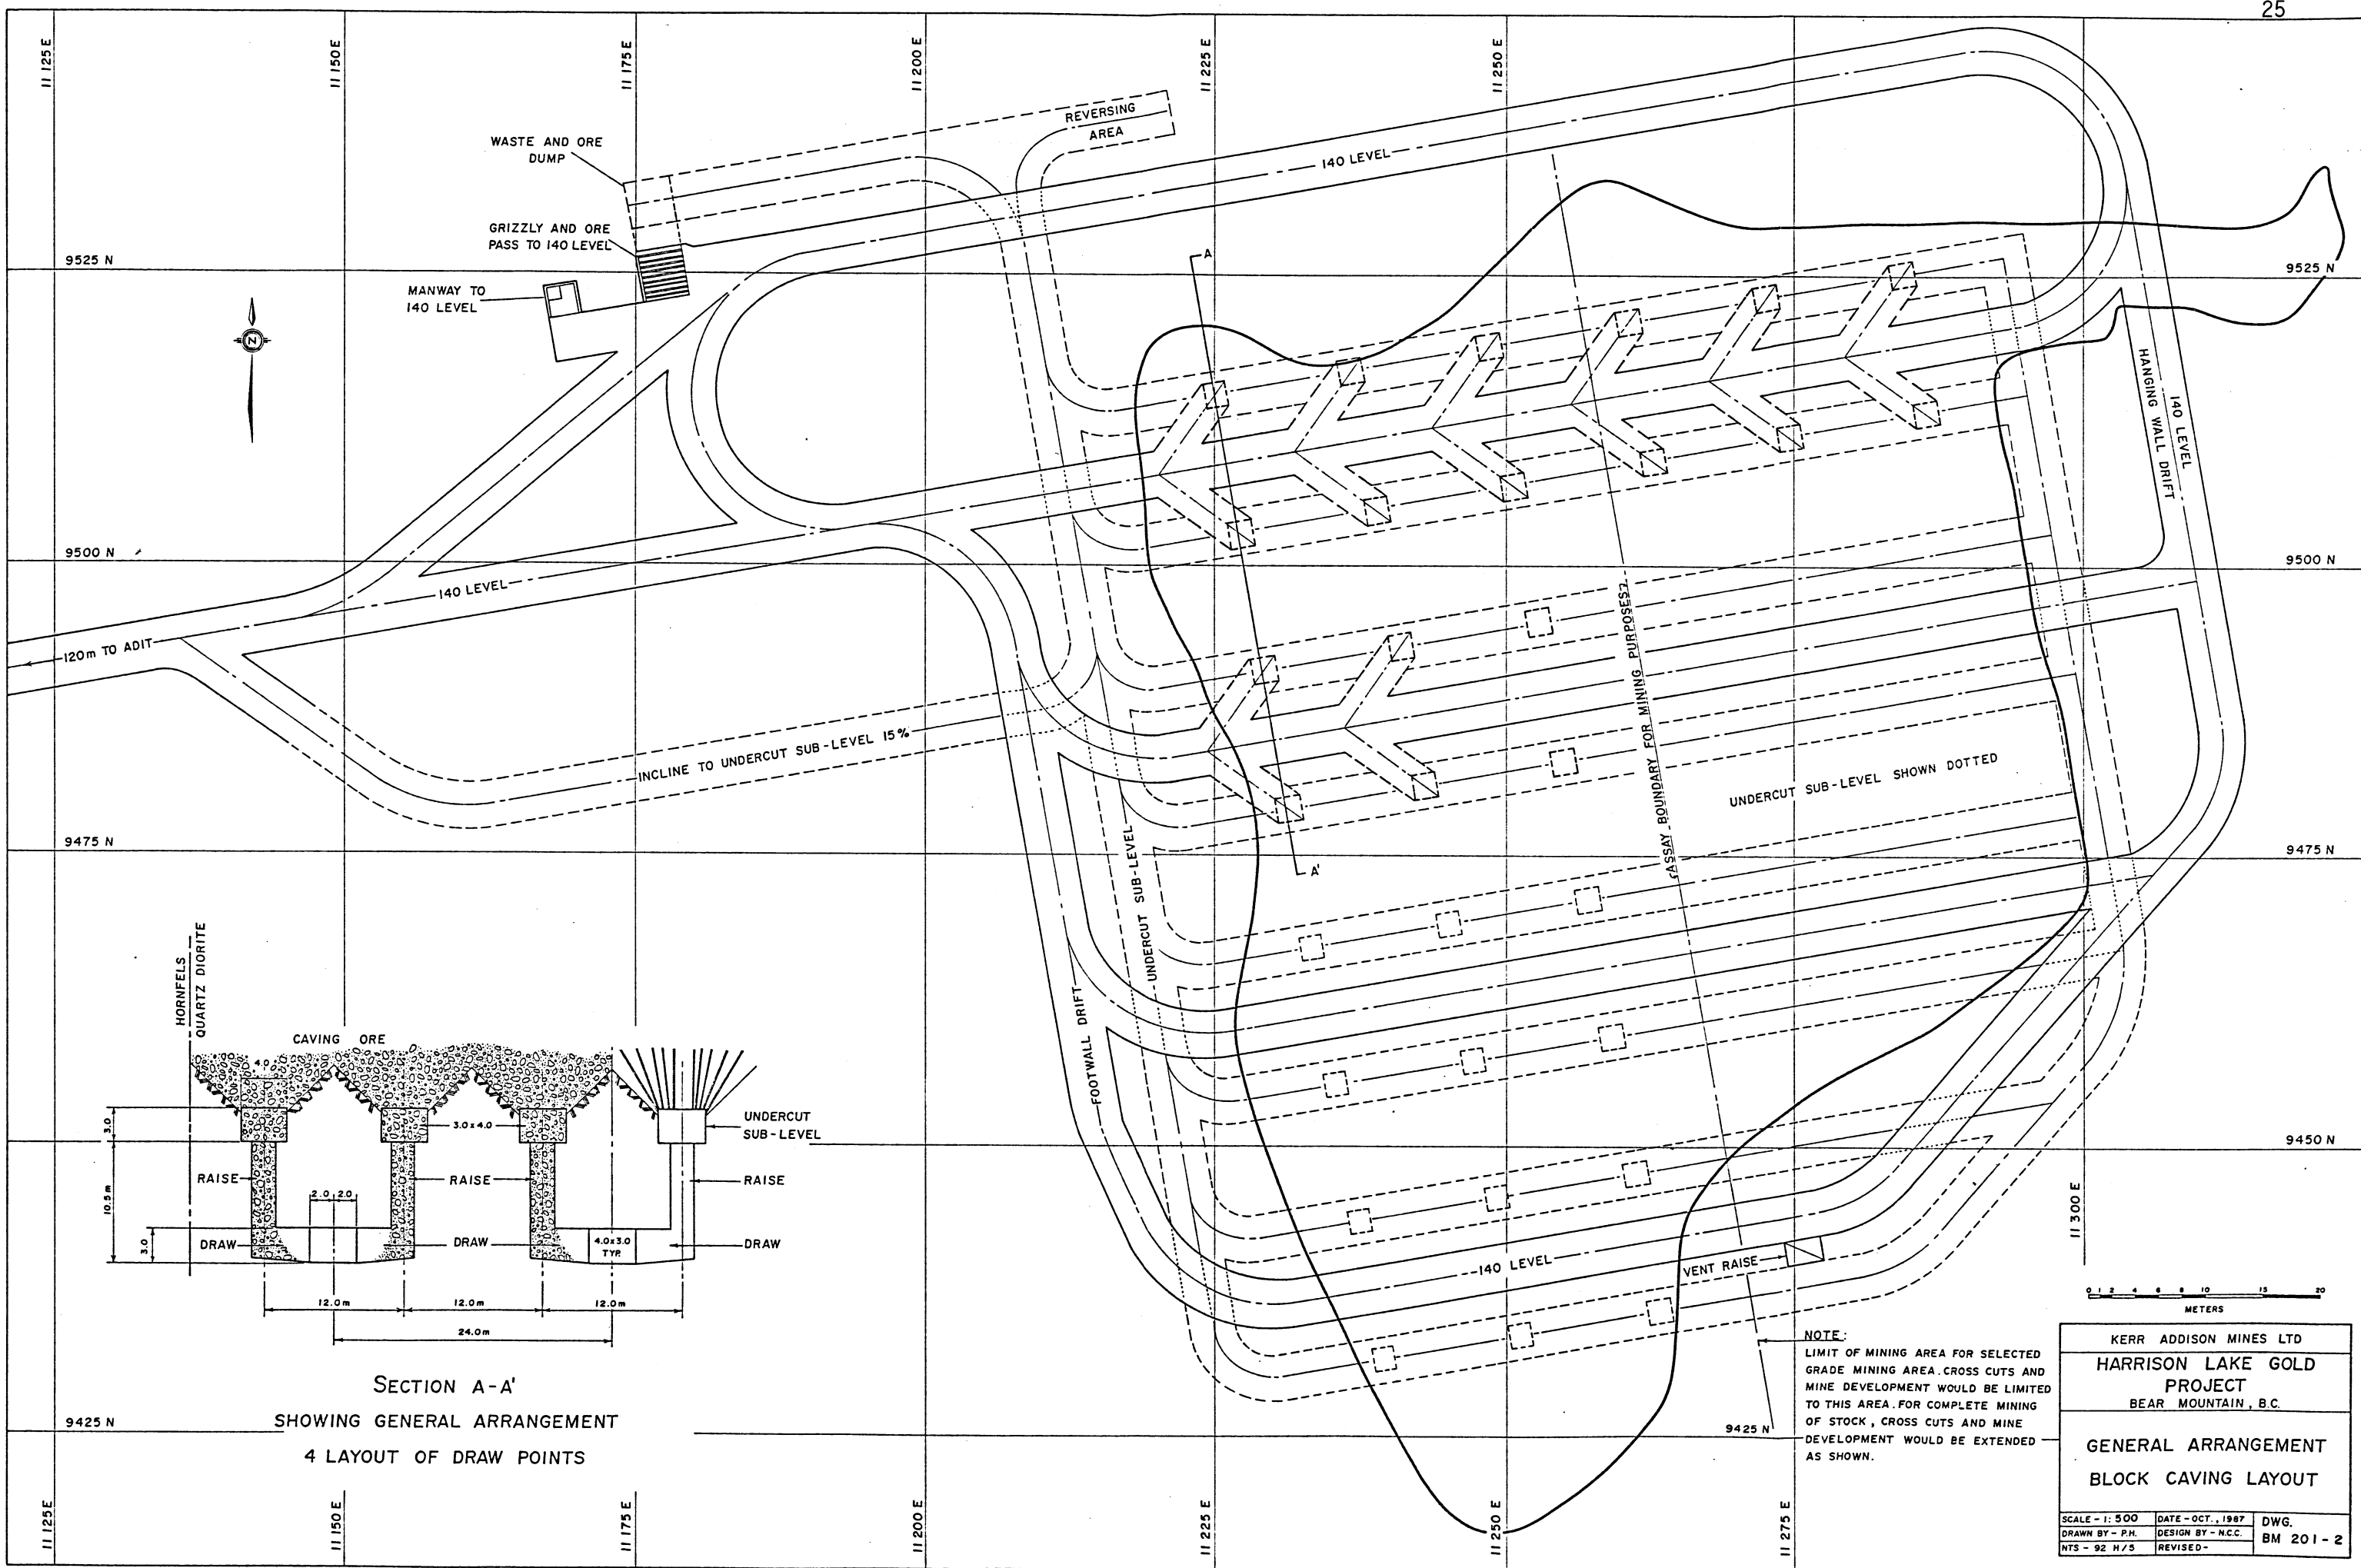 25
11 125 E
11 150 E
11 175 E
11 200 E
11 225 E
11 250 E
REVERSING
AREA
WASTE AND ORE
DUMP
140 LEVEL
GRIZZLY AND ORE
PASS TO 140 LEVEL
A
9525 N
9525 N
MANWAY TO
140 LEVEL
N
HANGING WALL DRIFT
140 LEVEL
9500 N
9500 N
140 LEVEL
120m TO ADIT
ASSAY BOUNDARY FOR MINING PURPOSES
INCLINE TO UNDERCUT SUB-LEVEL 15%
UNDERCUT SUB-LEVEL SHOWN DOTTED
9475 N
9475 N
A'
UNDERCUT SUB-LEVEL
FOOTWALL DRIFT
HORNFELS
QUARTZ DIORITE
CAVING ORE
4.0
3.0
3.0 x 4.0
UNDERCUT
SUB-LEVEL
9450 N
RAISE
RAISE
RAISE
10.5m
2.0 2.0
3.0
DRAW
DRAW
4.0x3.0
TYP.
DRAW
12.0m
12.0m
12.0m
24.0m
11 300 E
140 LEVEL
VENT RAISE
0 1 2 4 6 8 10 15 20
METERS
SECTION A-A'
SHOWING GENERAL ARRANGEMENT
4 LAYOUT OF DRAW POINTS
9425 N
9425 N
NOTE:
LIMIT OF MINING AREA FOR SELECTED
GRADE MINING AREA. CROSS CUTS AND
MINE DEVELOPMENT WOULD BE LIMITED
TO THIS AREA. FOR COMPLETE MINING
OF STOCK, CROSS CUTS AND MINE
DEVELOPMENT WOULD BE EXTENDED
AS SHOWN.
KERR ADDISON MINES LTD
HARRISON LAKE GOLD
PROJECT
BEAR MOUNTAIN, B.C.
GENERAL ARRANGEMENT
BLOCK CAVING LAYOUT
SCALE - 1: 500 DATE - OCT., 1987 DWG.
DRAWN BY - P.H. DESIGN BY - N.C.C. BM 201-2
NTS - 92 H/5 REVISED -
11 125 E
11 150 E
11 175 E
11 200 E
11 225 E
11 250 E
11 275 E